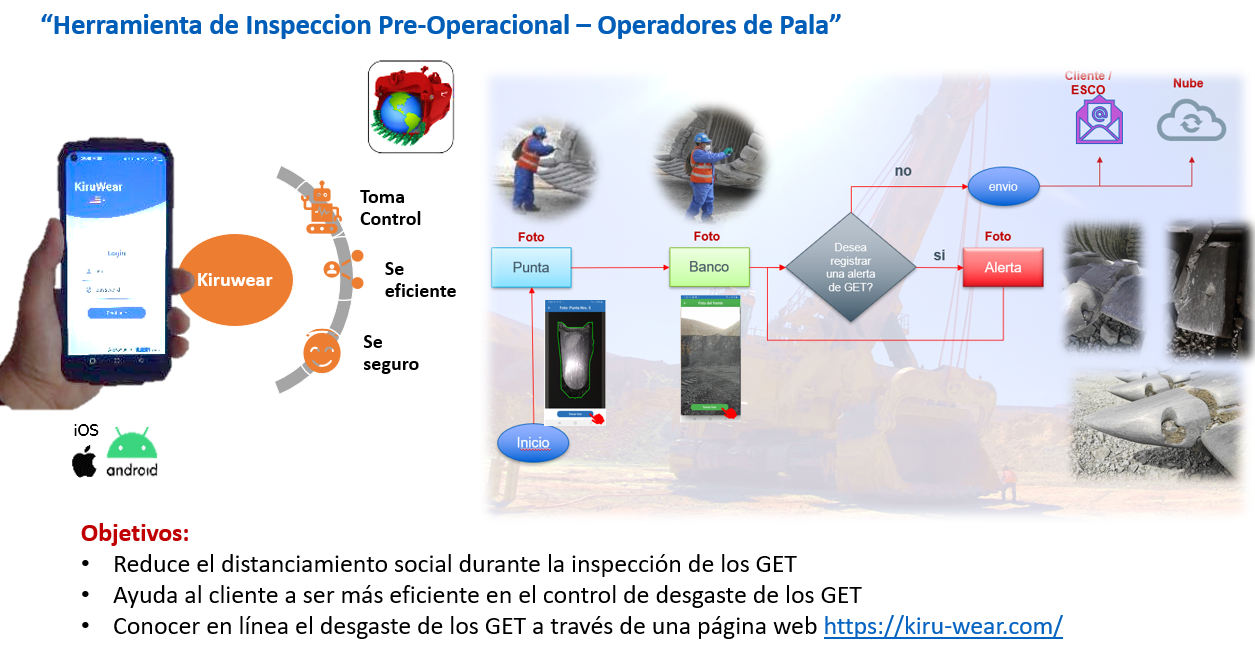 “Herramienta de Inspeccion Pre-Operacional – Operadores de Pala”
KiruWear
Login
Kiruwear
Toma
Control
Se
eficiente
Se
seguro
iOS
android
Cliente /
ESCO
Nube
no
envio
Foto
Punta
Foto
Banco
Desea
registrar
una alerta
de GET?
si
Foto
Alerta
Inicio
Objetivos:
• Reduce el distanciamiento social durante la inspección de los GET
• Ayuda al cliente a ser más eficiente en el control de desgaste de los GET
• Conocer en línea el desgaste de los GET a través de una página web https://kiru-wear.com/